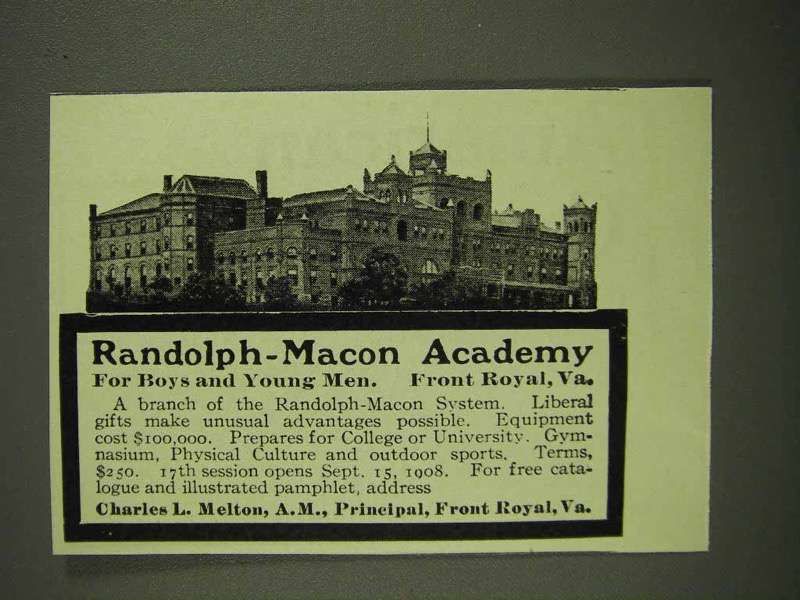 Randolph-Macon Academy
For Boys and Young Men. Front Royal, Va.
A branch of the Randolph-Macon System. Liberal
gifts make unusual advantages possible. Equipment
cost $100,000. Prepares for College or University. Gym-
nasium, Physical Culture and outdoor sports. Terms,
$250. 17th session opens Sept. 15, 1908. For free cata-
logue and illustrated pamphlet, address
Charles L. Melton, A.M., Principal, Front Royal, Va.